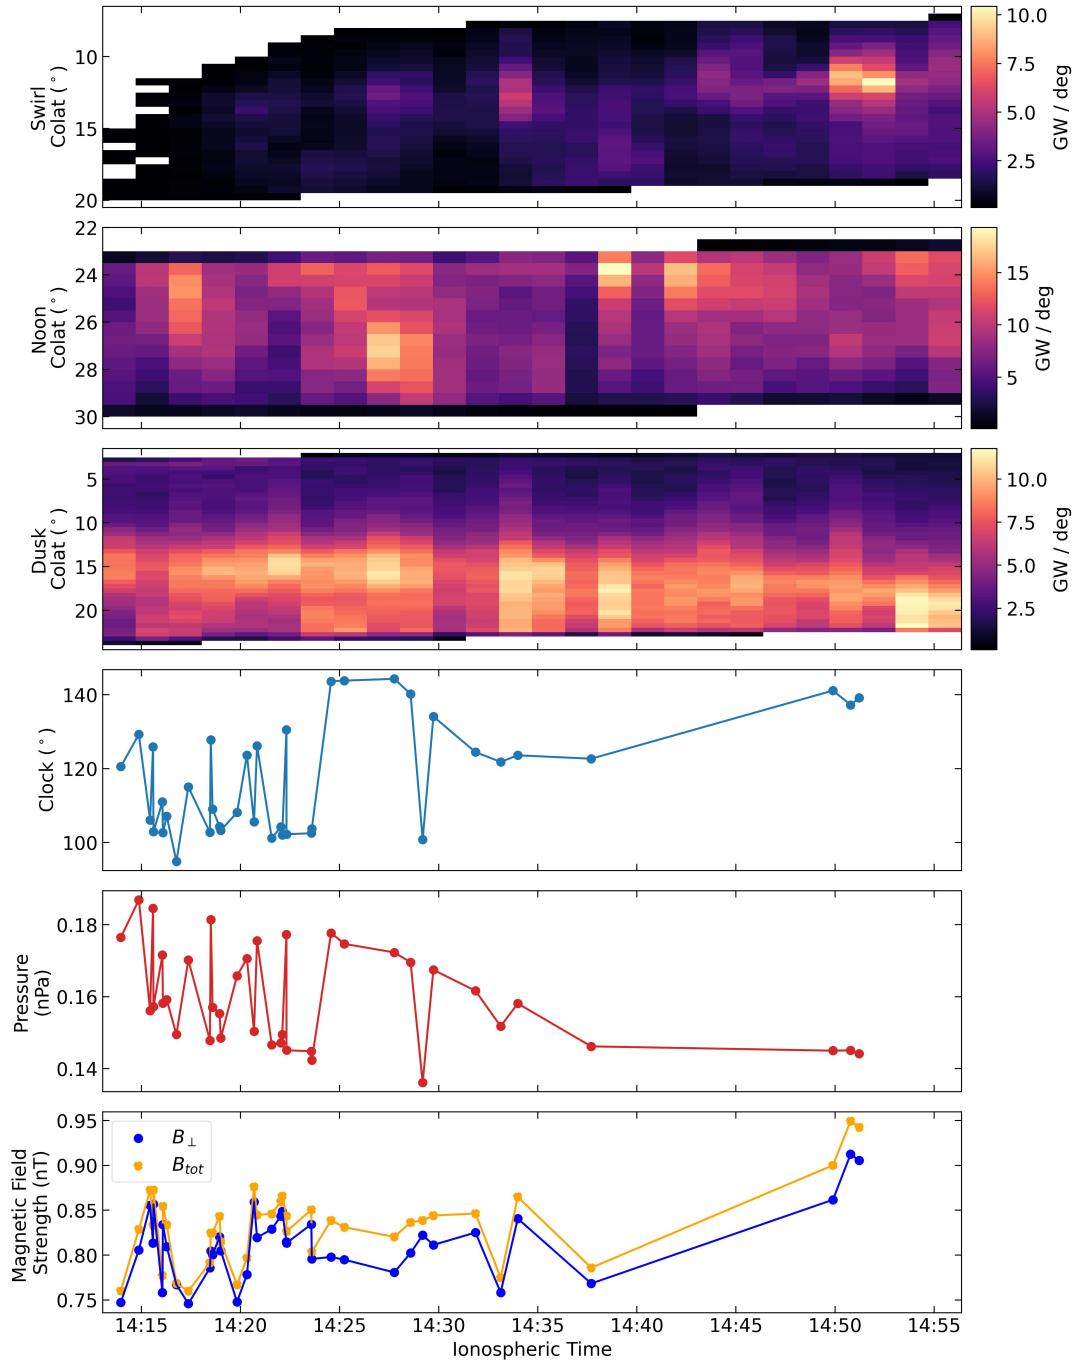 10
15
20
Swirl
Colat (°)
10.0
7.5
5.0
2.5
GW / deg
22
24
26
28
30
Noon
Colat (°)
15
10
5
GW / deg
5
10
15
20
Dusk
Colat (°)
10.0
7.5
5.0
2.5
GW / deg
140
120
100
Clock (°)
0.18
0.16
0.14
Pressure
(nPa)
0.95
0.90
0.85
0.80
0.75
Magnetic Field
Strength (nT)
B⊥
Btot
14:15 14:20 14:25 14:30 14:35 14:40 14:45 14:50 14:55
Ionospheric Time